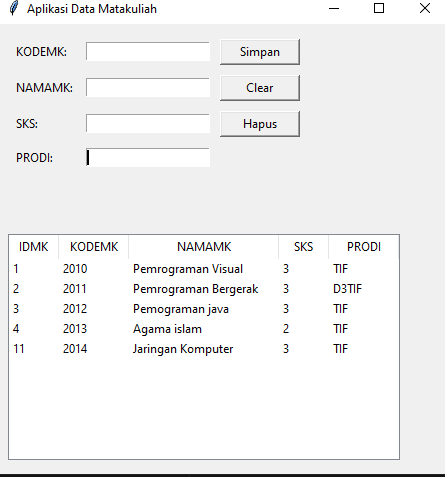 Aplikasi Data Matakuliah
KODEMK: Simpan
NAMAMK: Clear
SKS: Hapus
PRODI:
IDMK KODEMK NAMAMK SKS PRODI
1 2010 Pemrograman Visual 3 TIF
2 2011 Pemrograman Bergerak 3 D3TIF
3 2012 Pemograman java 3 TIF
4 2013 Agama islam 2 TIF
11 2014 Jaringan Komputer 3 TIF